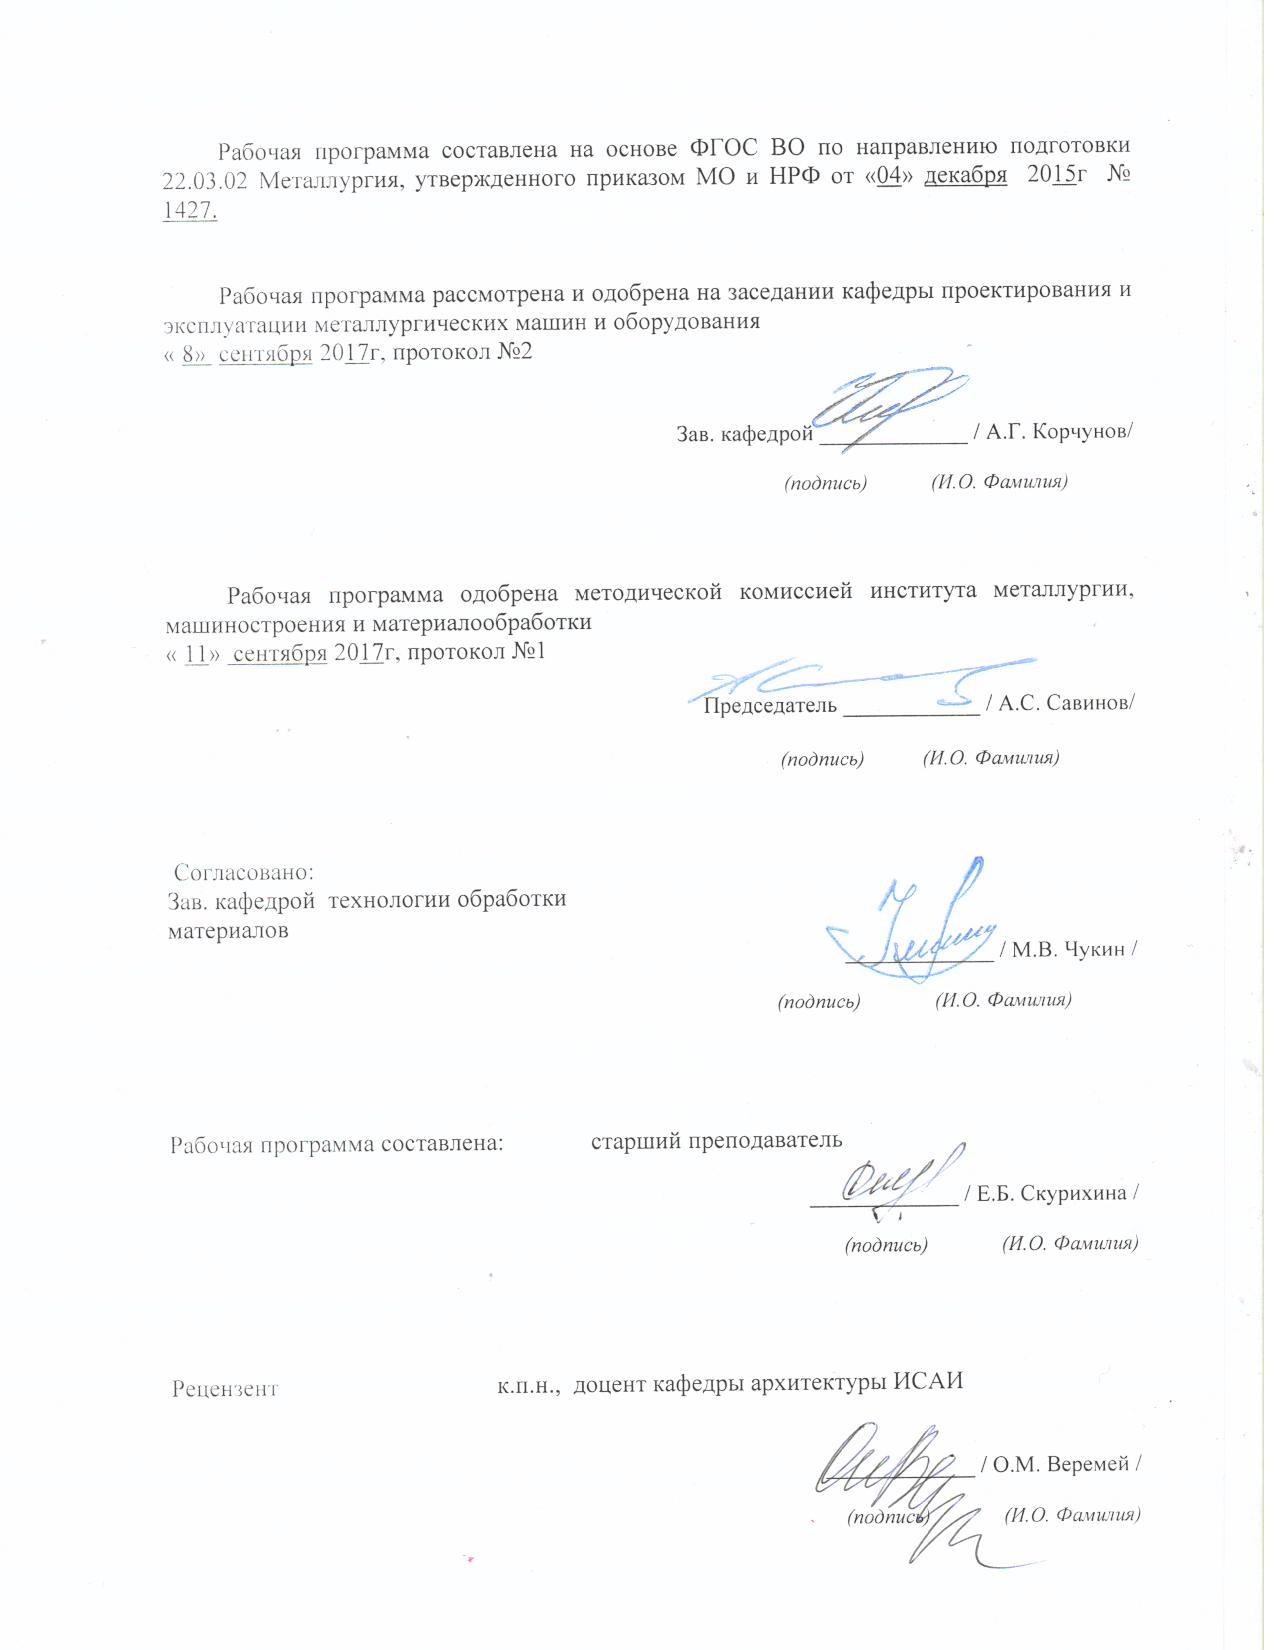 Рабочая программа составлена на основе ФГОС ВО по направлению подготовки
22.03.02 Металлургия, утвержденного приказом МО и НРФ от «04» декабря 2015г №
1427.
Рабочая программа рассмотрена и одобрена на заседании кафедры проектирования и
эксплуатации металлургических машин и оборудования
« 8» сентября 2017г, протокол №2
Зав. кафедрой ____________ / А.Г. Корчунов/
(подпись) (И.О. Фамилия)
Рабочая программа одобрена методической комиссией института металлургии,
машиностроения и материалообработки
« 11» сентября 2017г, протокол №1
Председатель ___________ / А.С. Савинов/
(подпись) (И.О. Фамилия)
Согласовано:
Зав. кафедрой технологии обработки
материалов
____________ / М.В. Чукин /
(подпись) (И.О. Фамилия)
Рабочая программа составлена: старший преподаватель
____________ / Е.Б. Скурихина /
(подпись) (И.О. Фамилия)
Рецензент к.п.н., доцент кафедры архитектуры ИСАИ
____________ / О.М. Веремей /
(подпись) (И.О. Фамилия)